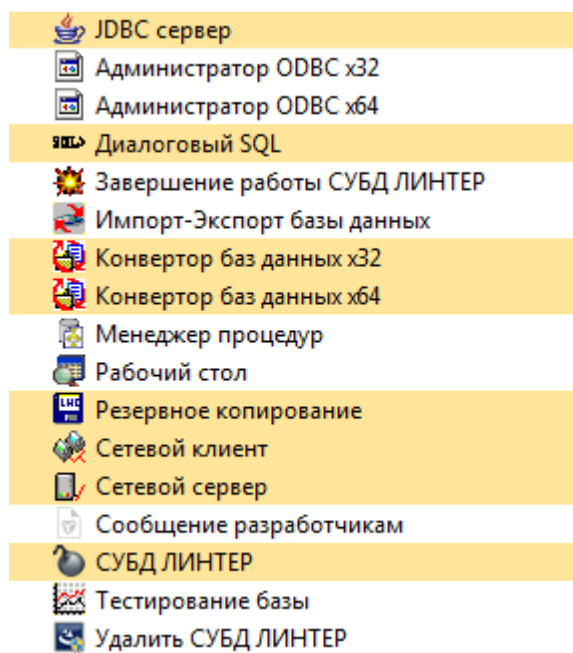 JDBC сервер
Администратор ODBC x32
Администратор ODBC x64
SQL> Диалоговый SQL
Завершение работы СУБД ЛИНТЕР
Импорт-Экспорт базы данных
Конвертор баз данных x32
Конвертор баз данных x64
Менеджер процедур
Рабочий стол
Резервное копирование
Сетевой клиент
Сетевой сервер
Сообщение разработчикам
СУБД ЛИНТЕР
Тестирование базы
Удалить СУБД ЛИНТЕР